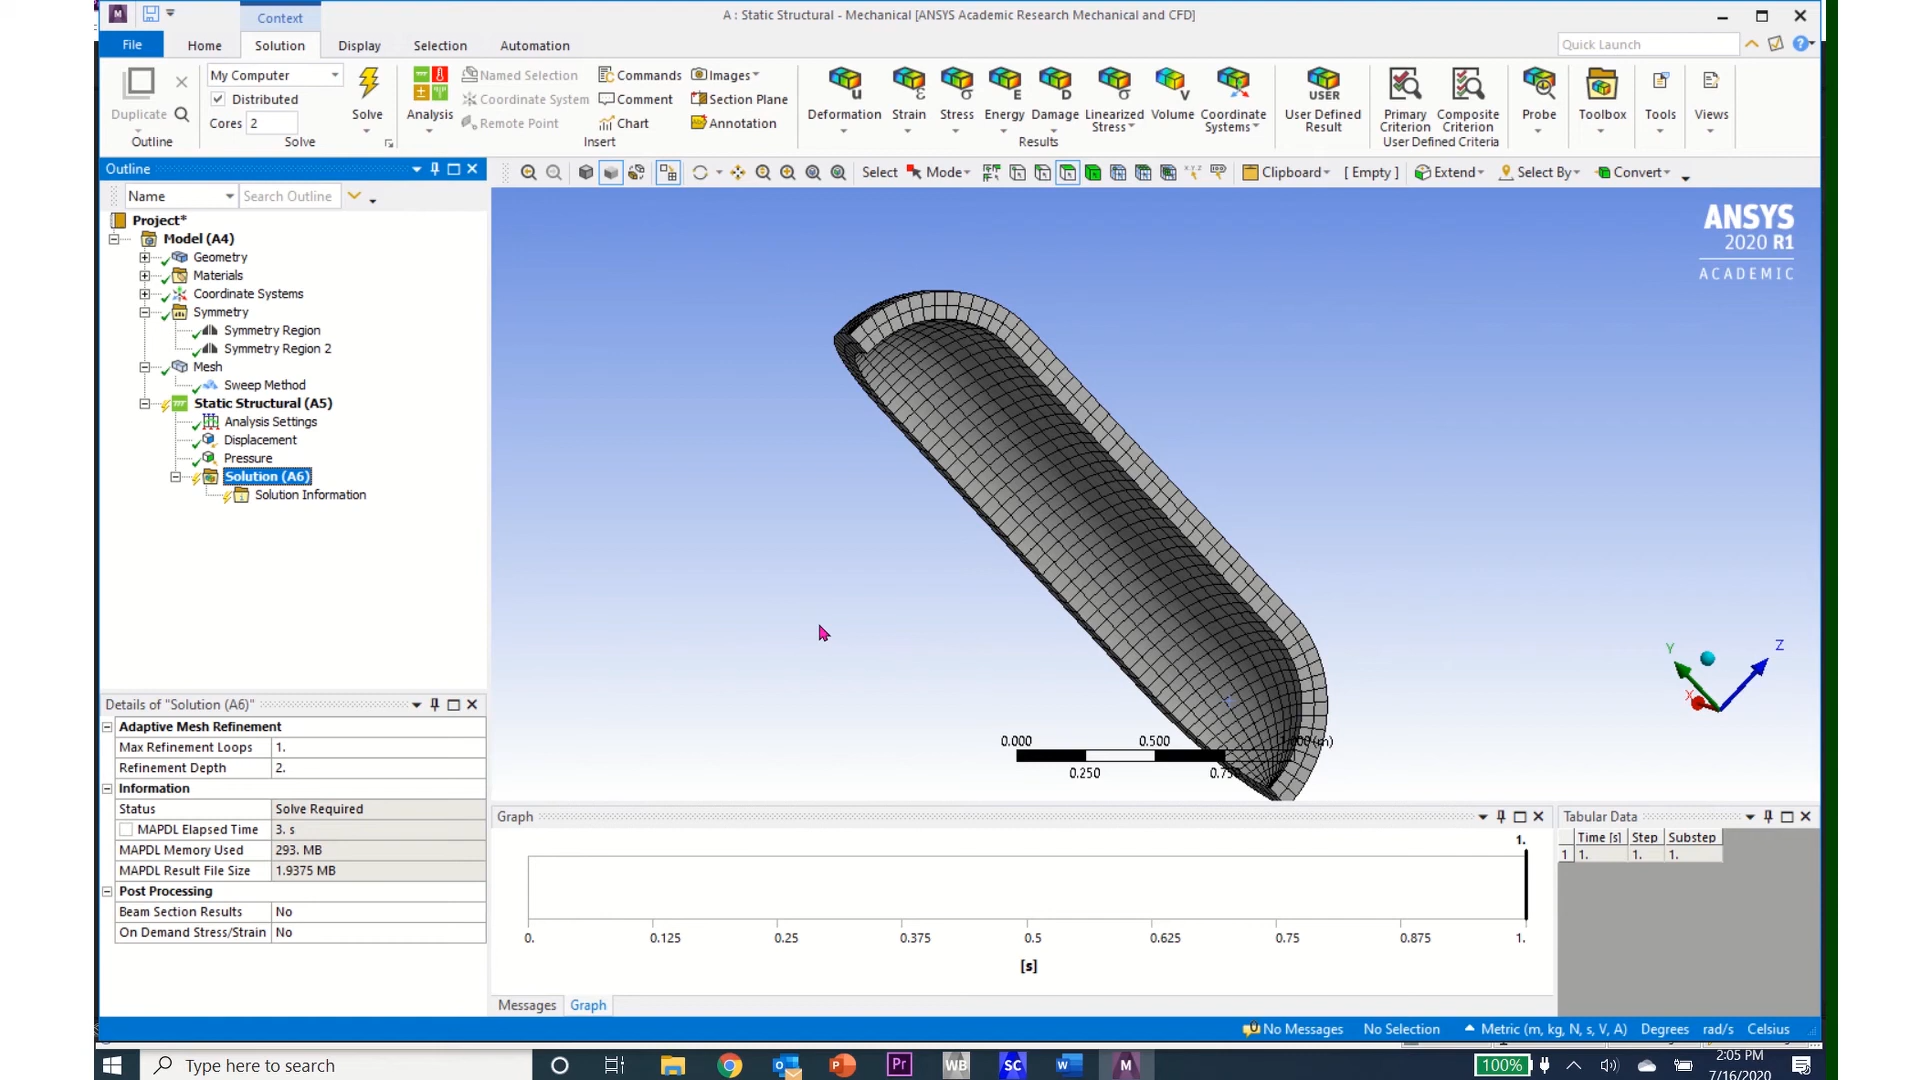 Context
A : Static Structural - Mechanical [ANSYS Academic Research Mechanical and CFD]
File Home Solution Display Selection Automation
Quick Launch
Duplicate
Outline
My Computer
Distributed
Cores 2
Solve
Solve
Analysis
Named Selection
Coordinate System
Remote Point
Commands
Comment
Chart
Images
Section Plane
Annotation
Insert
Deformation
Strain
Stress
Energy
Damage
Linearized Stress
Volume
Coordinate Systems
Results
USER
User Defined Result
Primary Criterion
Composite Criterion
User Defined Criteria
Probe
Toolbox
Tools
Views
Outline
Name
Search Outline
Select Mode Clipboard [ Empty ] Extend Select By Convert
Project*
Model (A4)
Geometry
Materials
Coordinate Systems
Symmetry
Symmetry Region
Symmetry Region 2
Mesh
Sweep Method
Static Structural (A5)
Analysis Settings
Displacement
Pressure
Solution (A6)
Solution Information
ANSYS
2020 R1
ACADEMIC
Y
Z
X
0.000 0.500 1.000 (m)
0.250
Details of "Solution (A6)"
Adaptive Mesh Refinement
Max Refinement Loops 1.
Refinement Depth 2.
Information
Status Solve Required
MAPDL Elapsed Time 3. s
MAPDL Memory Used 293. MB
MAPDL Result File Size 1.9375 MB
Post Processing
Beam Section Results No
On Demand Stress/Strain No
Graph
1.
0. 0.125 0.25 0.375 0.5 0.625 0.75 0.875 1.
[s]
Messages Graph
Tabular Data
Time [s] Step Substep
1 1. 1. 1.
No Messages No Selection Metric (m, kg, N, s, V, A) Degrees rad/s Celsius
Type here to search
100%
2:05 PM
7/16/2020